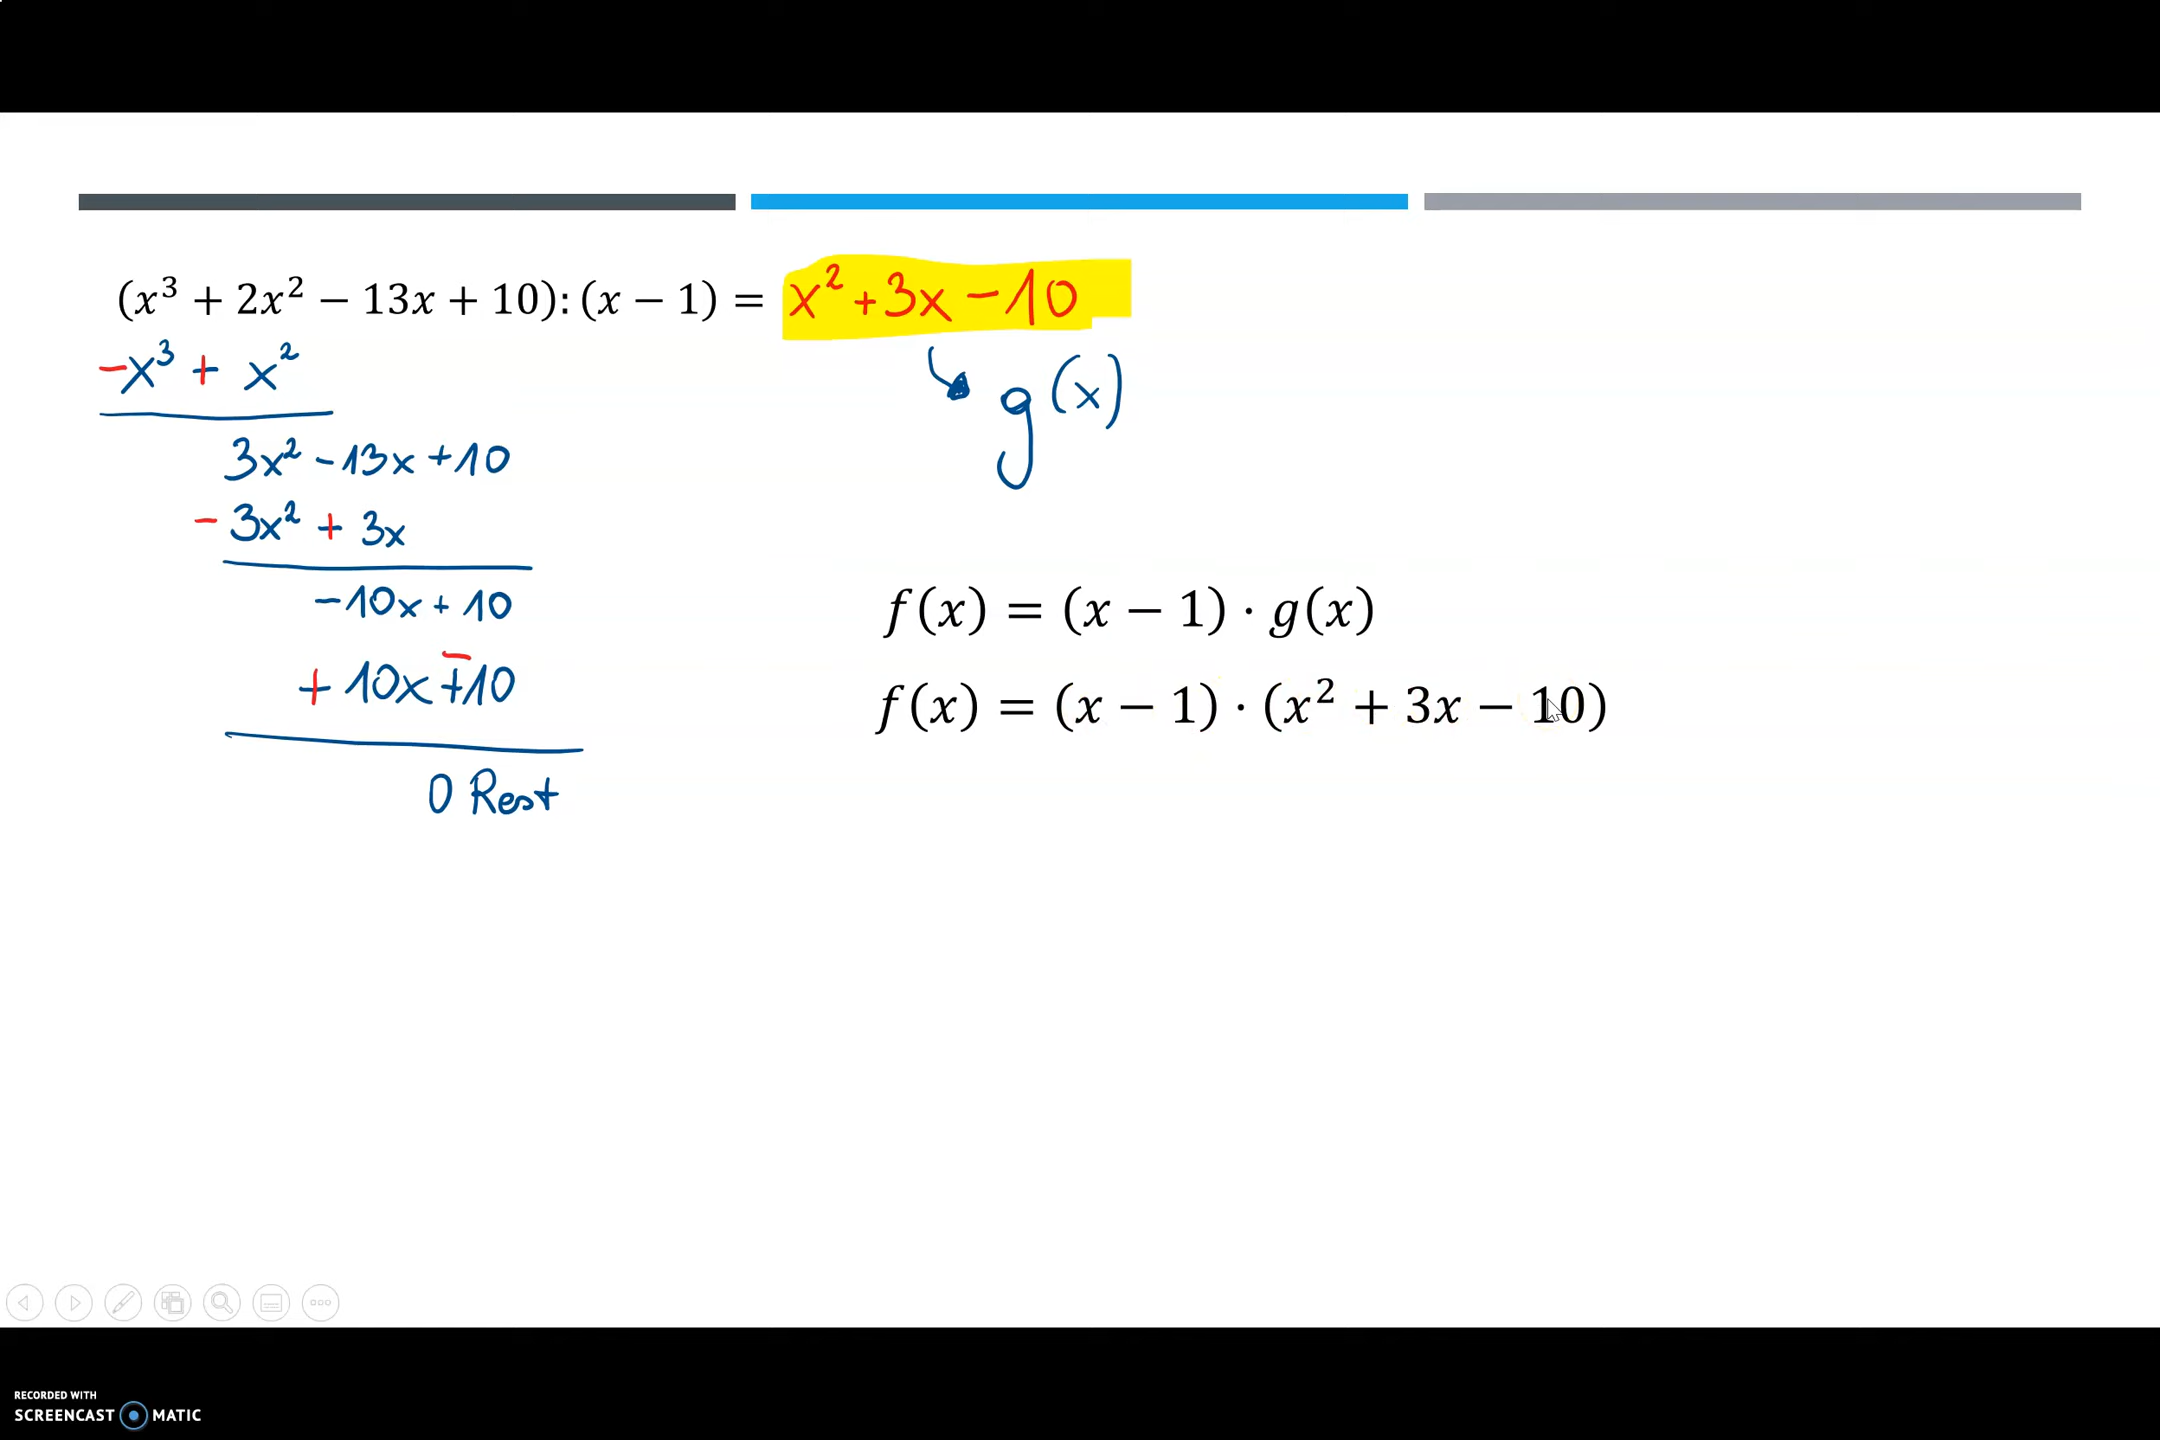 (x³ + 2x² − 13x + 10):(x − 1) = x² + 3x − 10
−x³ + x²
g(x)
3x² − 13x + 10
− 3x² + 3x
−10x + 10
+ 10x − + 10
0 Rest
f(x) = (x − 1) · g(x)
f(x) = (x − 1) · (x² + 3x − 10)
RECORDED WITH
SCREENCAST MATIC